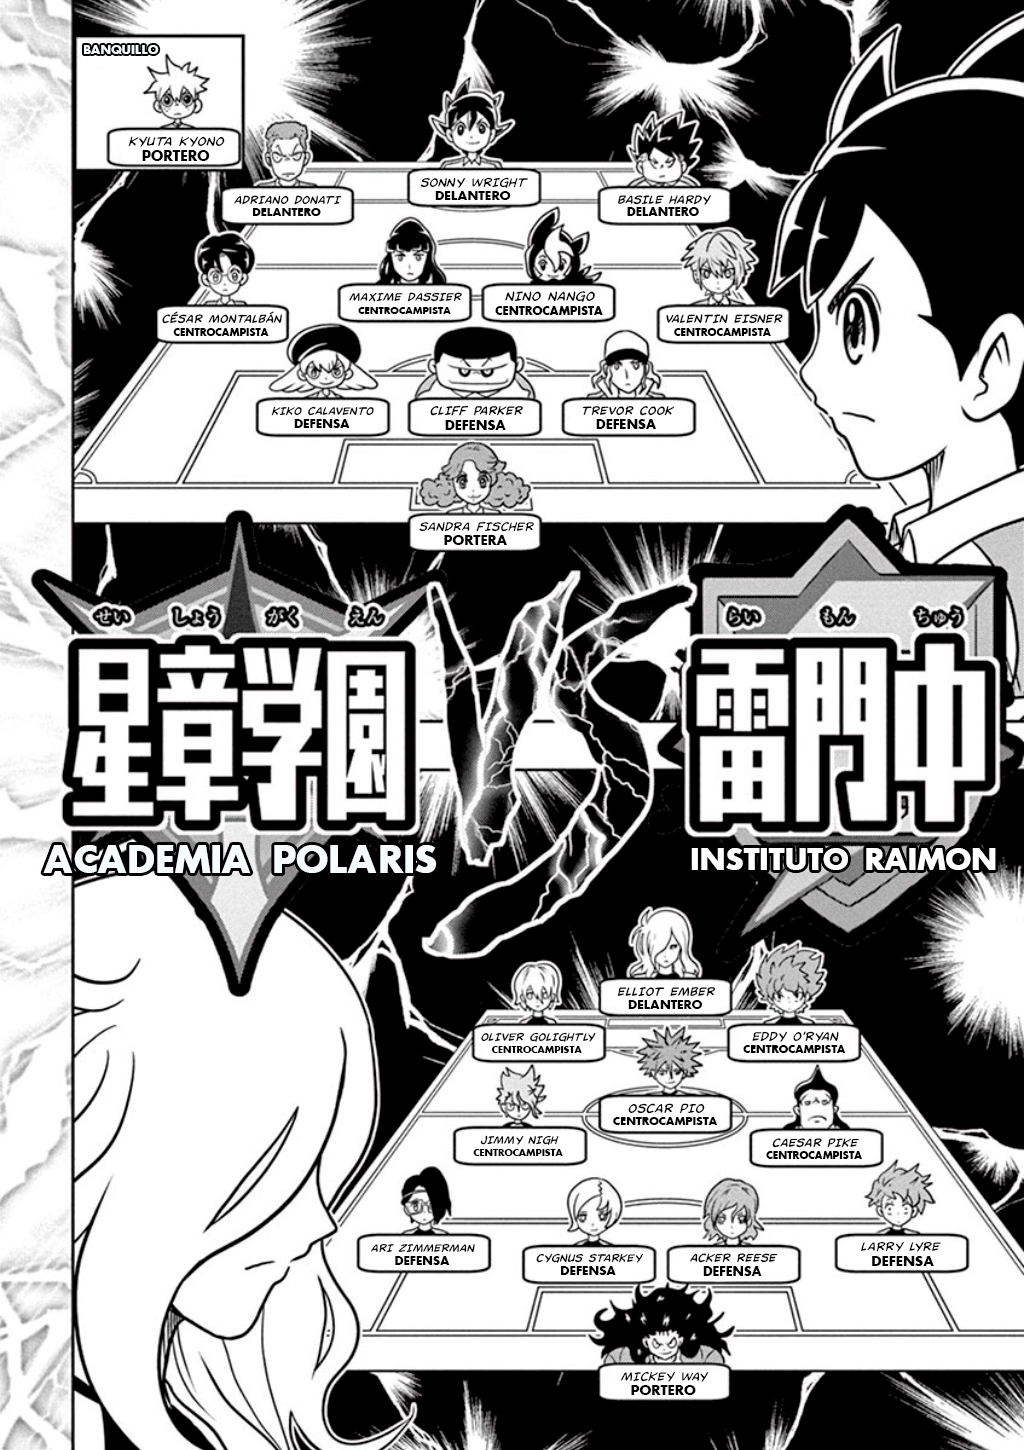 BANQUILLO
KYUTA KYONO
PORTERO
ADRIANO DONATI
DELANTERO
SONNY WRIGHT
DELANTERO
BASILE HARDY
DELANTERO
CÉSAR MONTALBÁN
CENTROCAMPISTA
MAXIME DASSIER
CENTROCAMPISTA
NINO NANGO
CENTROCAMPISTA
VALENTIN EISNER
CENTROCAMPISTA
KIKO CALAVENTO
DEFENSA
CLIFF PARKER
DEFENSA
TREVOR COOK
DEFENSA
SANDRA FISCHER
PORTERA
せい しょう がく えん
星章学園
ACADEMIA POLARIS
VS
らい もん ちゅう
雷門中
INSTITUTO RAIMON
ELLIOT EMBER
DELANTERO
OLIVER GOLIGHTLY
CENTROCAMPISTA
EDDY O'RYAN
CENTROCAMPISTA
OSCAR PIO
CENTROCAMPISTA
JIMMY NIGH
CENTROCAMPISTA
CAESAR PIKE
CENTROCAMPISTA
ARI ZIMMERMAN
DEFENSA
CYGNUS STARKEY
DEFENSA
ACKER REESE
DEFENSA
LARRY LYRE
DEFENSA
MICKEY WAY
PORTERO